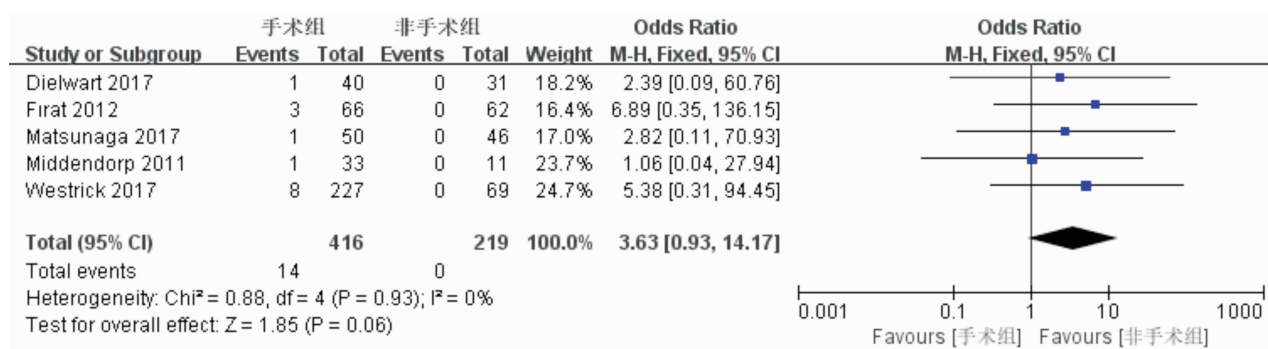 手术组 非手术组 Odds Ratio Odds Ratio
Study or Subgroup Events Total Events Total Weight M-H, Fixed, 95% CI M-H, Fixed, 95% CI
Dielwart 2017 1 40 0 31 18.2% 2.39 [0.09, 60.76]
Fırat 2012 3 66 0 62 16.4% 6.89 [0.35, 136.15]
Matsunaga 2017 1 50 0 46 17.0% 2.82 [0.11, 70.93]
Middendorp 2011 1 33 0 11 23.7% 1.06 [0.04, 27.94]
Westrick 2017 8 227 0 69 24.7% 5.38 [0.31, 94.45]
Total (95% CI) 416 219 100.0% 3.63 [0.93, 14.17]
Total events 14 0
Heterogeneity: Chi² = 0.88, df = 4 (P = 0.93); I² = 0%
Test for overall effect: Z = 1.85 (P = 0.06)
0.001 0.1 1 10 1000
Favours [手术组] Favours [非手术组]